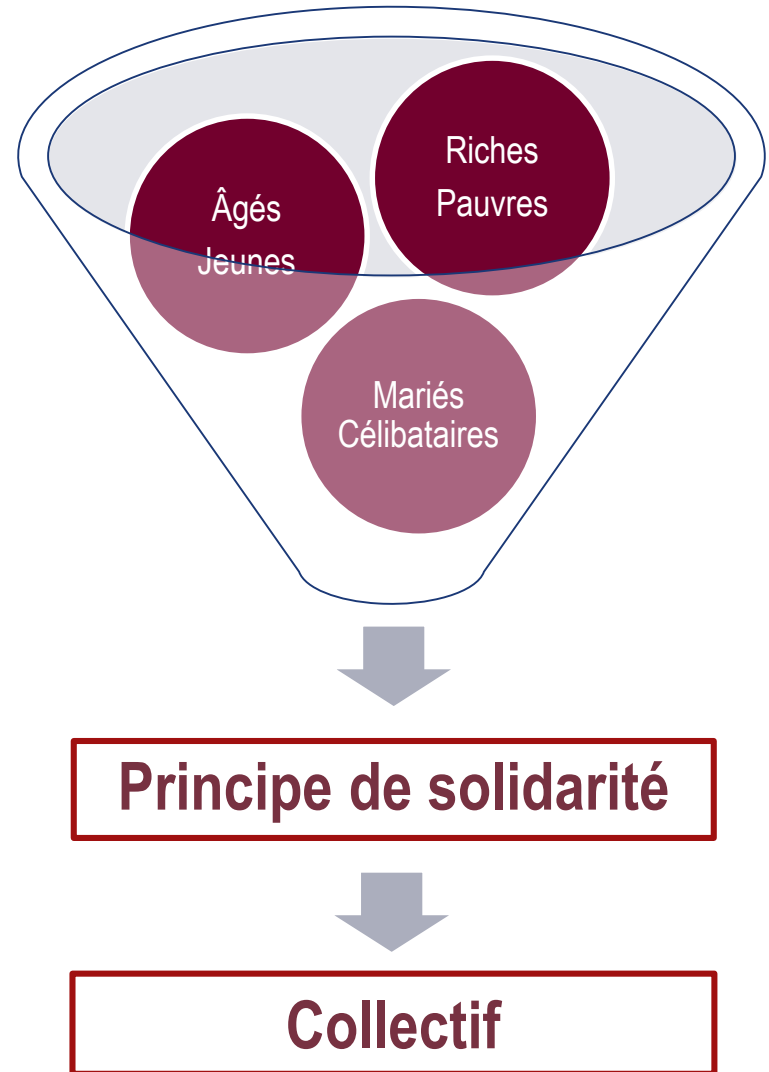 Âgés
Jeunes
Riches
Pauvres
Mariés
Célibataires
Principe de solidarité
Collectif